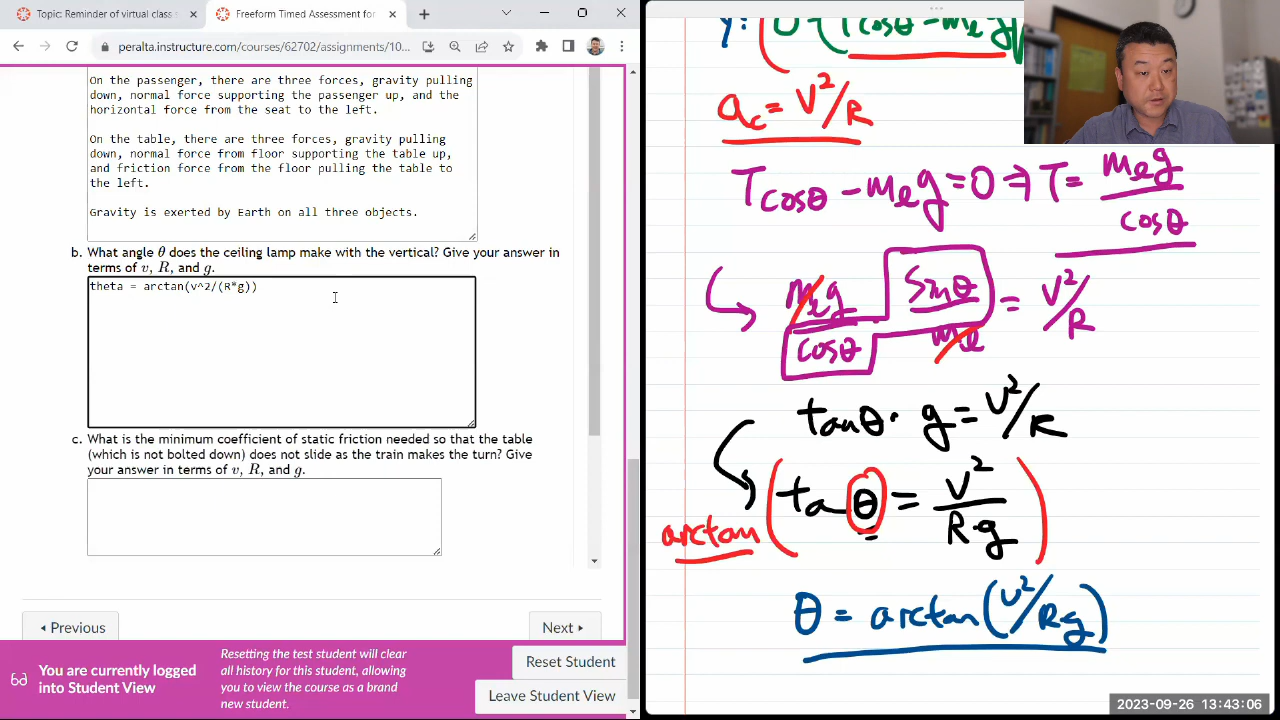 Topic: Reminder of virtual class
Freeform Timed Assessment for
peralta.instructure.com/courses/
On the passenger, there are three forces, gravity pulling
down, normal force supporting the passenger up, and the
normal force from the seat to the left.
On table, there are three forces, gravity pulling
down, normal force from floor supporting the table up,
and friction force from the floor pulling the table to
the left.
Gravity is exerted by Earth on all three objects.
b. What angle θ does the ceiling lamp make with the vertical? Give your answer in
terms of v, R, and g.
theta = arctan(v^2/(R*g))
c. What is the minimum coefficient of static friction needed so that the table
(which is not bolted down) does not slide as the train makes the turn? Give
your answer in terms of v, R, and g.
◂ Previous
Next ▸
You are currently logged
into Student View
Resetting the test student will clear
all history for this student, allowing
you to view the course as a brand
new student.
Reset Student
Leave Student View
a_c = V²/R
T cosθ - m_l g = 0 ⇒ T = m_l g / cosθ
m_l g / cosθ sinθ / m_l = V²/R
tanθ · g = V²/R
arctan (tan θ = V² / R·g)
θ = arctan(V²/Rg)
2023-09-26 13:43:06